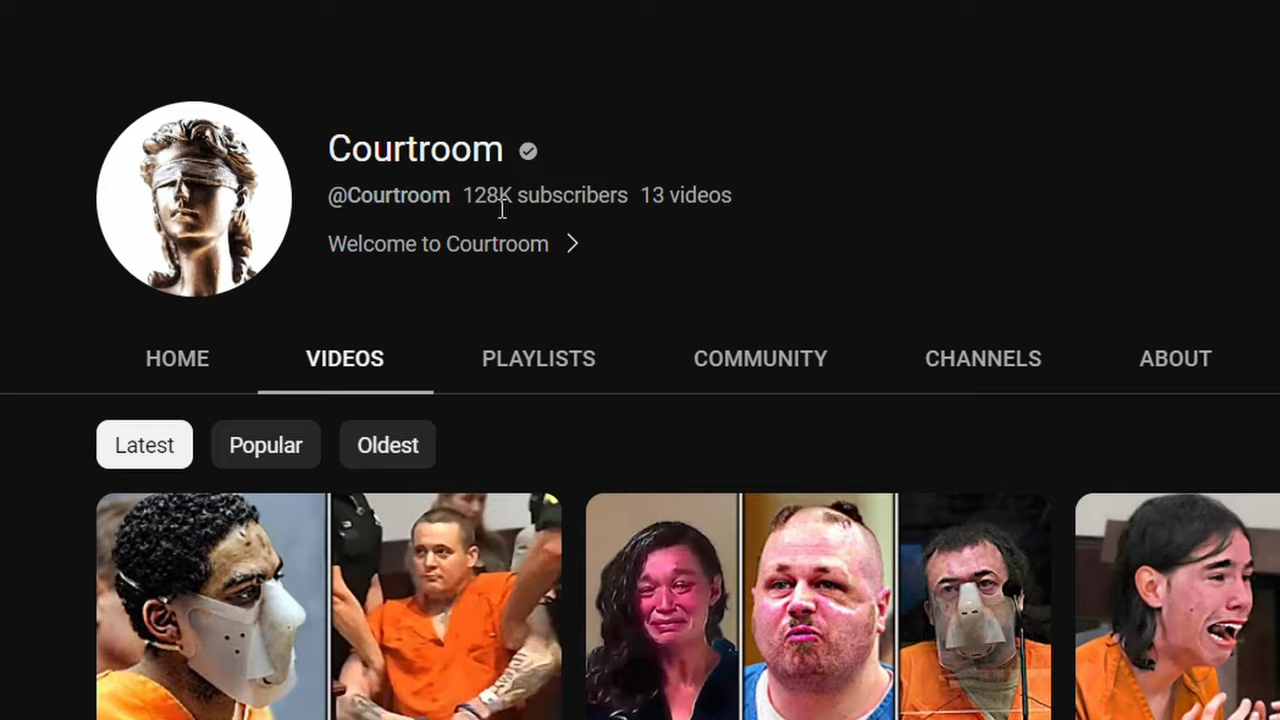 Courtroom
@Courtroom 128K subscribers 13 videos
Welcome to Courtroom
HOME VIDEOS PLAYLISTS COMMUNITY CHANNELS ABOUT
Latest Popular Oldest